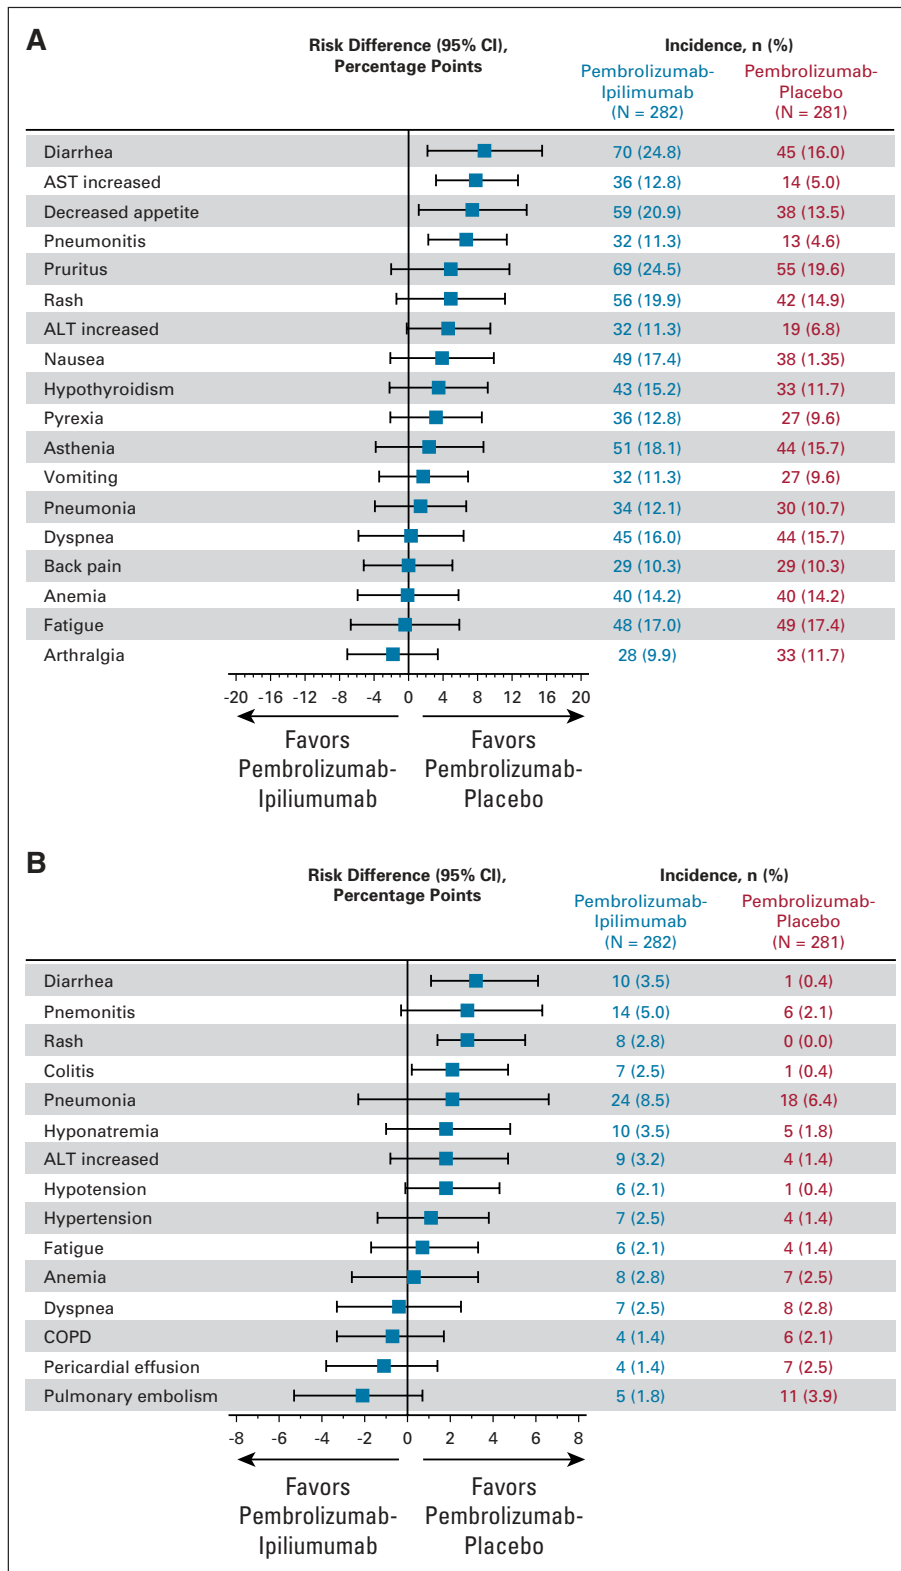 A
Risk Difference (95% CI),
Percentage Points
Incidence, n (%)
Pembrolizumab-
Ipilimumab
(N = 282)
Pembrolizumab-
Placebo
(N = 281)
Diarrhea 70 (24.8) 45 (16.0)
AST increased 36 (12.8) 14 (5.0)
Decreased appetite 59 (20.9) 38 (13.5)
Pneumonitis 32 (11.3) 13 (4.6)
Pruritus 69 (24.5) 55 (19.6)
Rash 56 (19.9) 42 (14.9)
ALT increased 32 (11.3) 19 (6.8)
Nausea 49 (17.4) 38 (1.35)
Hypothyroidism 43 (15.2) 33 (11.7)
Pyrexia 36 (12.8) 27 (9.6)
Asthenia 51 (18.1) 44 (15.7)
Vomiting 32 (11.3) 27 (9.6)
Pneumonia 34 (12.1) 30 (10.7)
Dyspnea 45 (16.0) 44 (15.7)
Back pain 29 (10.3) 29 (10.3)
Anemia 40 (14.2) 40 (14.2)
Fatigue 48 (17.0) 49 (17.4)
Arthralgia 28 (9.9) 33 (11.7)
-20 -16 -12 -8 -4 0 4 8 12 16 20
Favors
Pembrolizumab-
Ipiliumumab
Favors
Pembrolizumab-
Placebo
B
Risk Difference (95% CI),
Percentage Points
Incidence, n (%)
Pembrolizumab-
Ipilimumab
(N = 282)
Pembrolizumab-
Placebo
(N = 281)
Diarrhea 10 (3.5) 1 (0.4)
Pnemonitis 14 (5.0) 6 (2.1)
Rash 8 (2.8) 0 (0.0)
Colitis 7 (2.5) 1 (0.4)
Pneumonia 24 (8.5) 18 (6.4)
Hyponatremia 10 (3.5) 5 (1.8)
ALT increased 9 (3.2) 4 (1.4)
Hypotension 6 (2.1) 1 (0.4)
Hypertension 7 (2.5) 4 (1.4)
Fatigue 6 (2.1) 4 (1.4)
Anemia 8 (2.8) 7 (2.5)
Dyspnea 7 (2.5) 8 (2.8)
COPD 4 (1.4) 6 (2.1)
Pericardial effusion 4 (1.4) 7 (2.5)
Pulmonary embolism 5 (1.8) 11 (3.9)
-8 -6 -4 -2 0 2 4 6 8
Favors
Pembrolizumab-
Ipiliumumab
Favors
Pembrolizumab-
Placebo